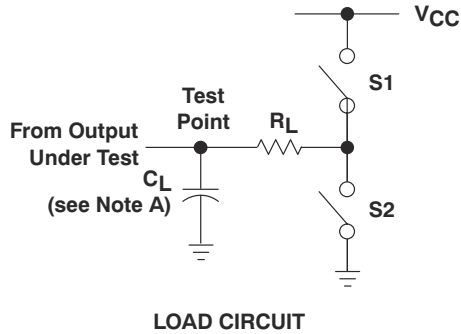 VCC
S1
Test
Point
RL
From Output
Under Test
CL
(see Note A)
S2
LOAD CIRCUIT